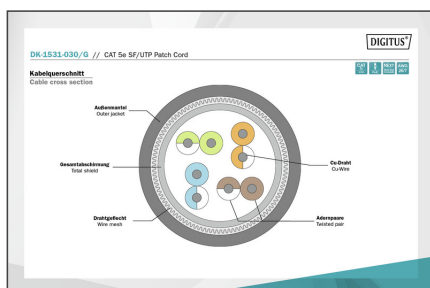 DIGITUS®
DK-1531-030/G // CAT 5e SF/UTP Patch Cord
Kabelquerschnitt
Cable cross section
Außenmantel
Outer jacket
Gesamtabschirmung
Total shield
Cu-Draht
Cu-Wire
Drahtgeflecht
Wire mesh
Adernpaare
Twisted pair